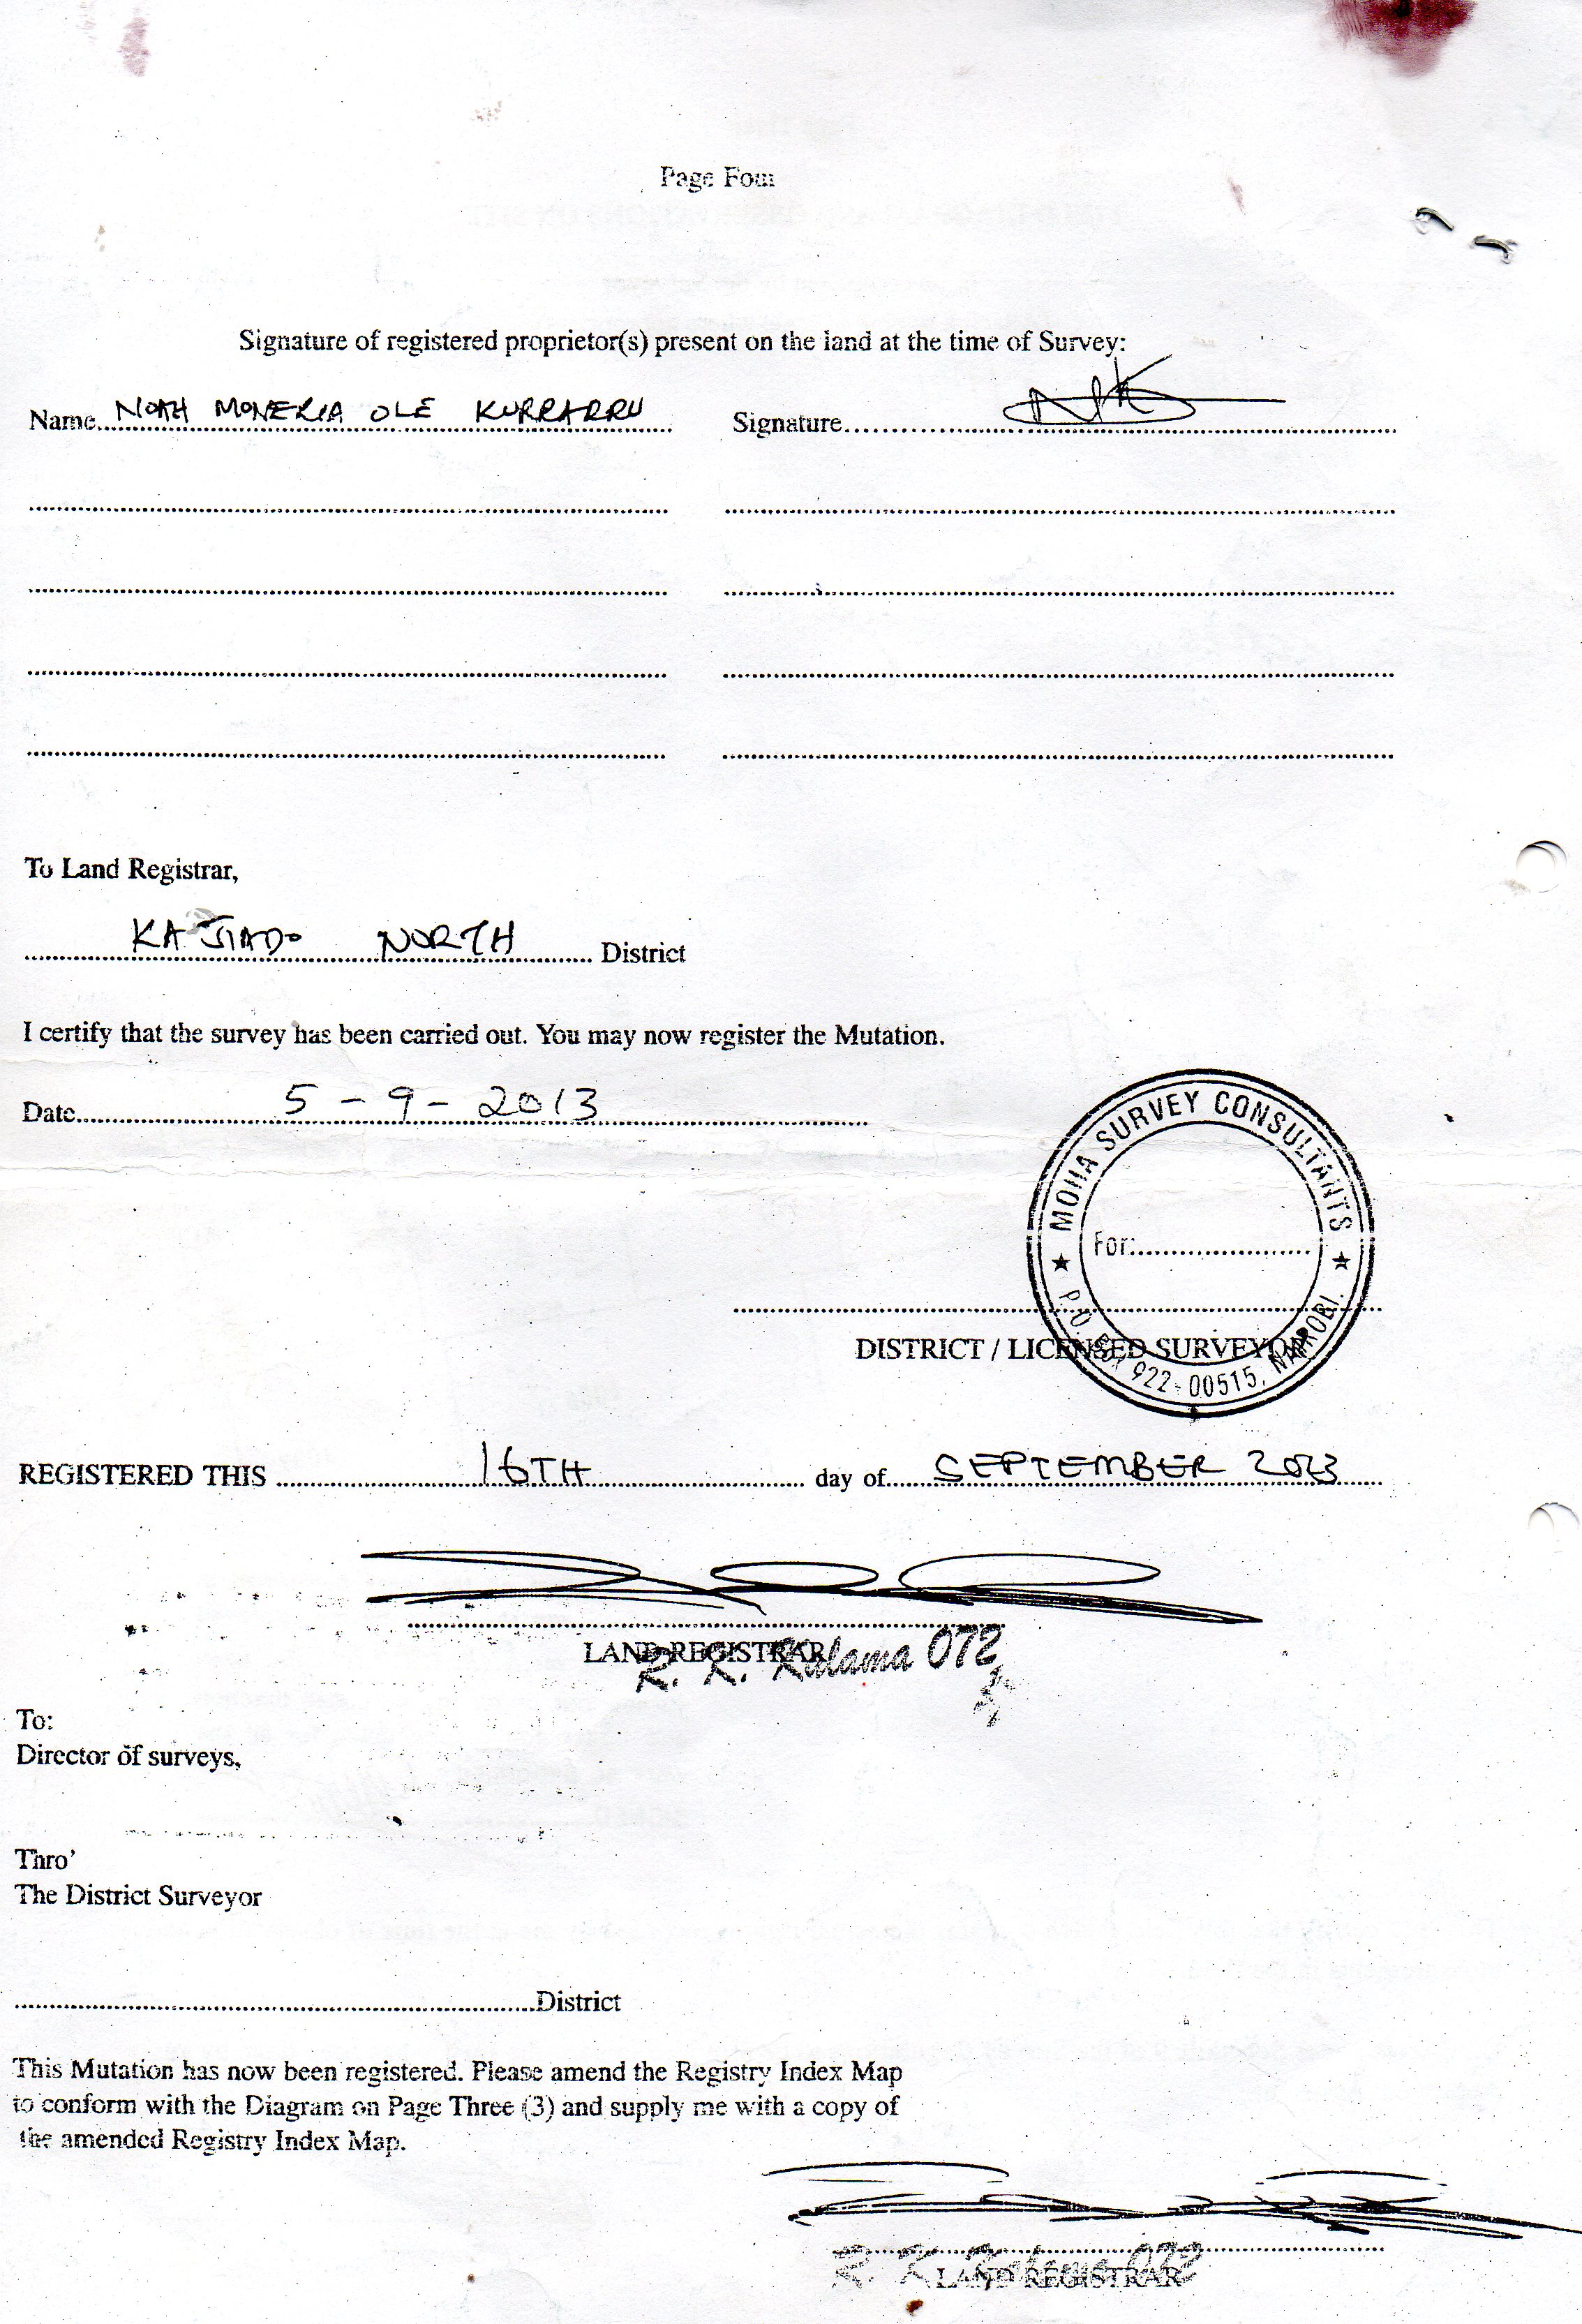 Page Four
Signature of registered proprietor(s) present on the land at the time of Survey:
Name NOAH MONERIA OLE KURRARRU Signature
To Land Registrar,
KAJIADO NORTH District
I certify that the survey has been carried out. You may now register the Mutation.
Date 5 - 9 - 2013
MOHA SURVEY CONSULTANTS
For:
P.O. Box 922-00515, NAIROBI.
DISTRICT / LICENSED SURVEYOR
REGISTERED THIS 16TH day of SEPTEMBER 2013
LAND REGISTRAR
R. K. Kalama 072
To:
Director of surveys,
Thro'
The District Surveyor
District
This Mutation has now been registered. Please amend the Registry Index Map
to conform with the Diagram on Page Three (3) and supply me with a copy of
the amended Registry Index Map.
R. K. Kalama 072
LAND REGISTRAR